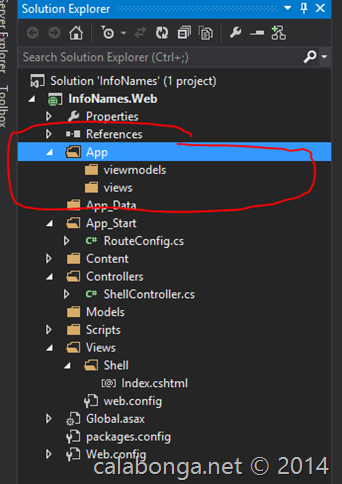 Solution Explorer
Search Solution Explorer (Ctrl+;)
Solution 'InfoNames' (1 project)
InfoNames.Web
Properties
References
App
viewmodels
views
App_Data
App_Start
C# RouteConfig.cs
Content
Controllers
C# ShellController.cs
Models
Scripts
Views
Shell
[@] Index.cshtml
web.config
Global.asax
packages.config
Web.config
calabonga.net © 2014
Server Explorer
Toolbox